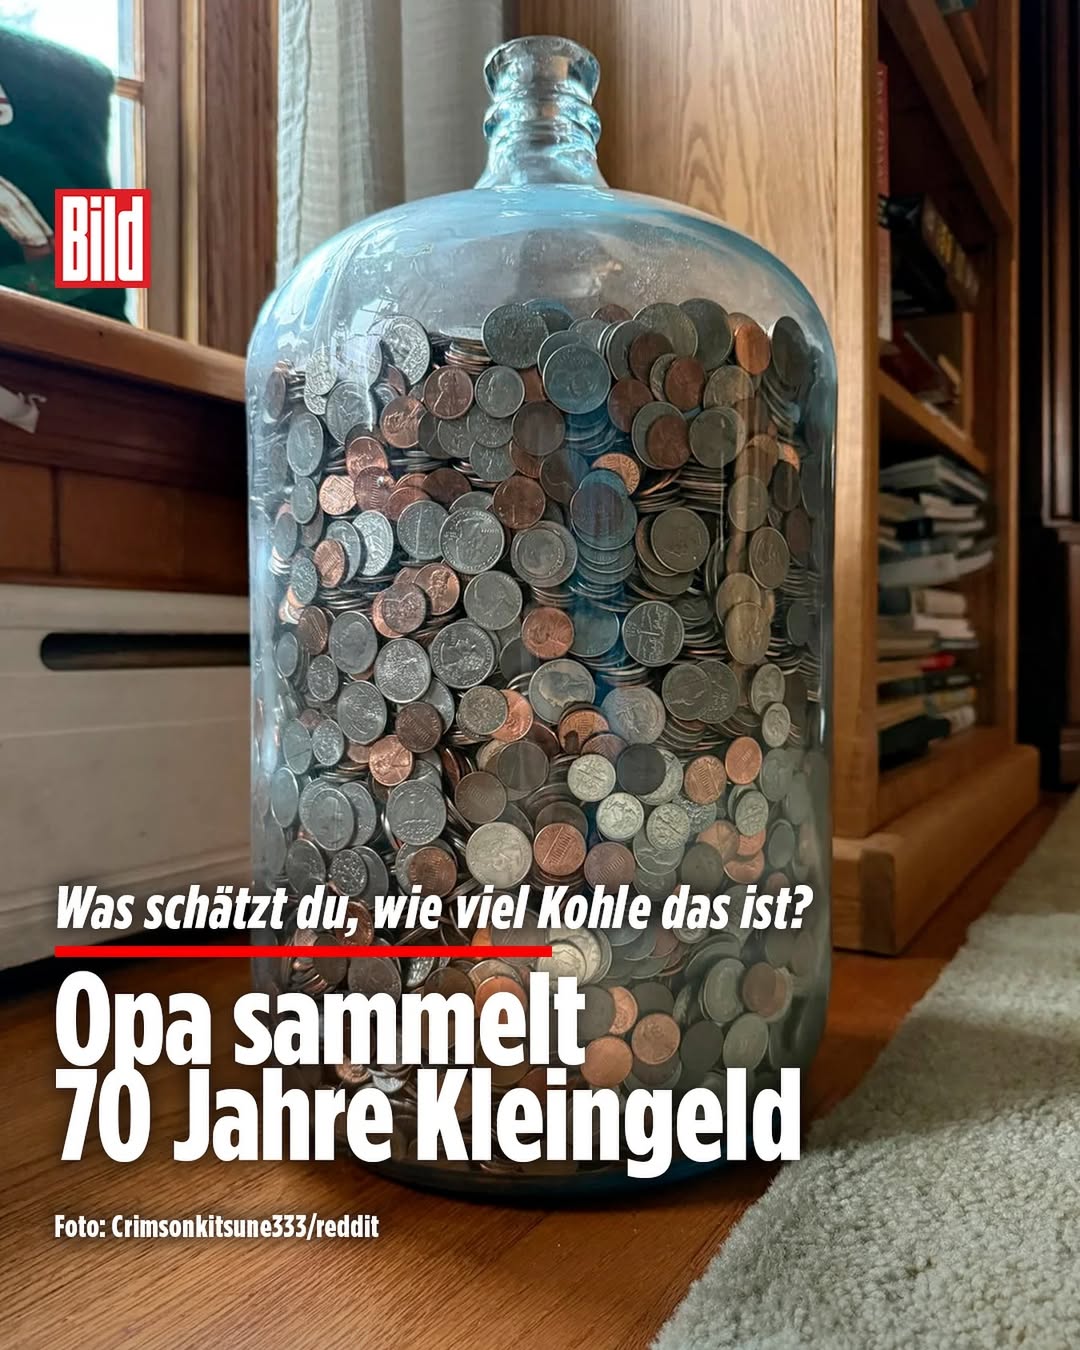 Bild
Was schätzt du, wie viel Kohle das ist?
Opa sammelt
70 Jahre Kleingeld
Foto: Crimsonkitsune333/reddit